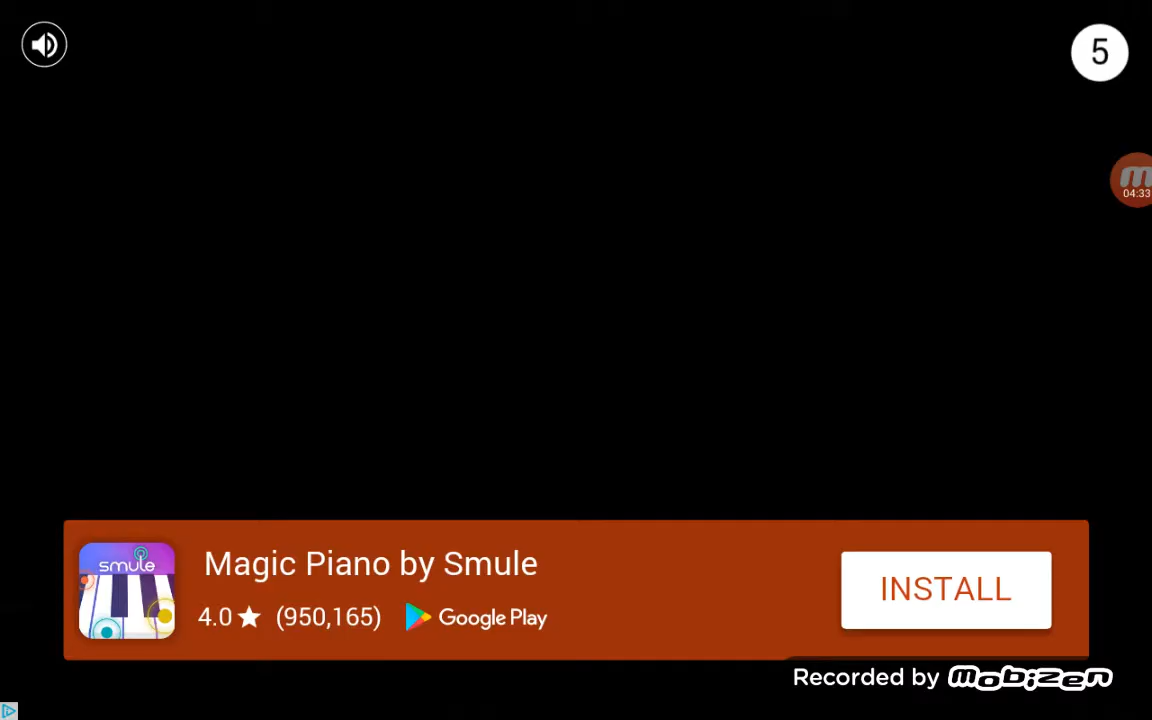 5
04:33
smule
Magic Piano by Smule
4.0★ (950,165) Google Play
INSTALL
Recorded by mobizen